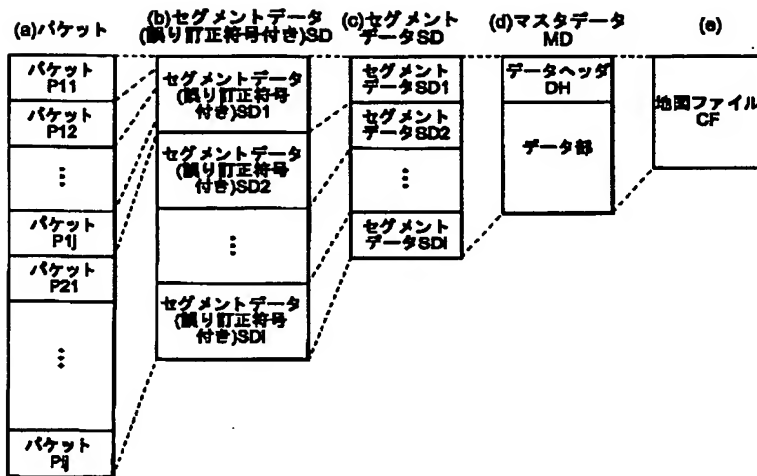 (a)パケット
パケット
P11
パケット
P12
⋮
パケット
P1j
パケット
P21
⋮
パケット
Pij
(b)セグメントデータ
(誤り訂正符号付き)SD
セグメントデータ
(誤り訂正符号
付き)SD1
セグメントデータ
(誤り訂正符号
付き)SD2
⋮
セグメントデータ
(誤り訂正符号
付き)SDI
(c)セグメント
データSD
セグメント
データSD1
セグメント
データSD2
⋮
セグメント
データSDI
(d)マスタデータ
MD
データヘッダ
DH
データ部
(e)
地図ファイル
CF